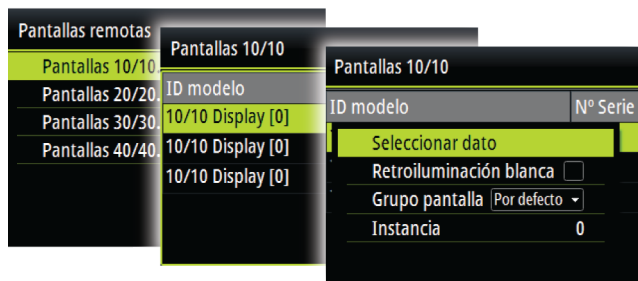 Pantallas remotas
Pantallas 10/10.
Pantallas 20/20.
Pantallas 30/30.
Pantallas 40/40.
Pantallas 10/10
ID modelo
10/10 Display [0]
10/10 Display [0]
10/10 Display [0]
Pantallas 10/10
ID modelo Nº Serie
Seleccionar dato
Retroiluminación blanca
Grupo pantalla Por defecto
Instancia 0